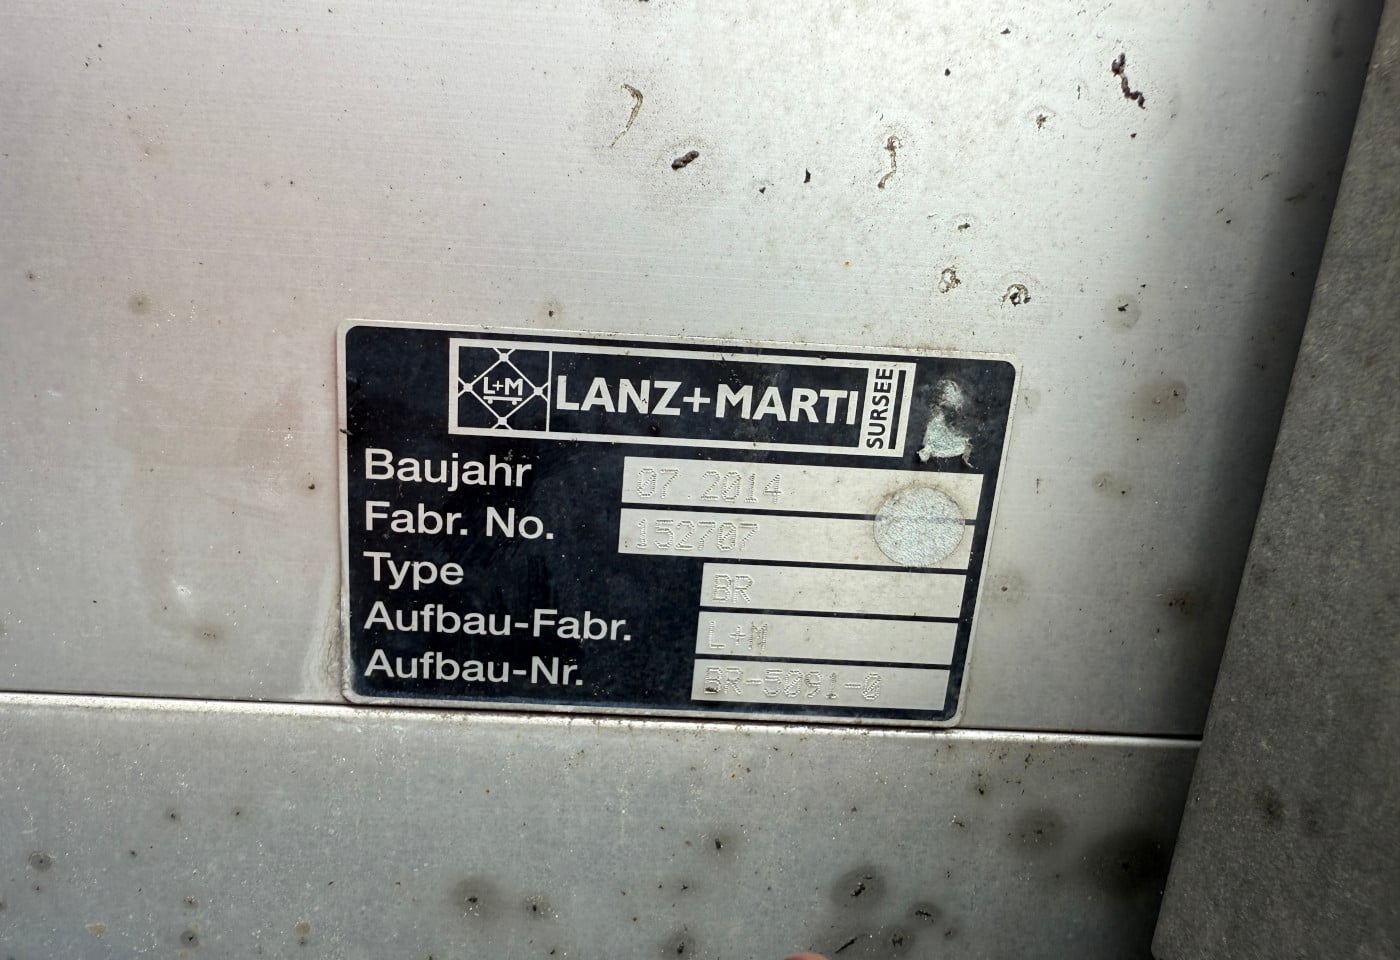 L+M LANZ+MARTI SURSEE
Baujahr 07.2014
Fabr. No. 152707
Type BR
Aufbau-Fabr. L+M
Aufbau-Nr. BR-5091-0